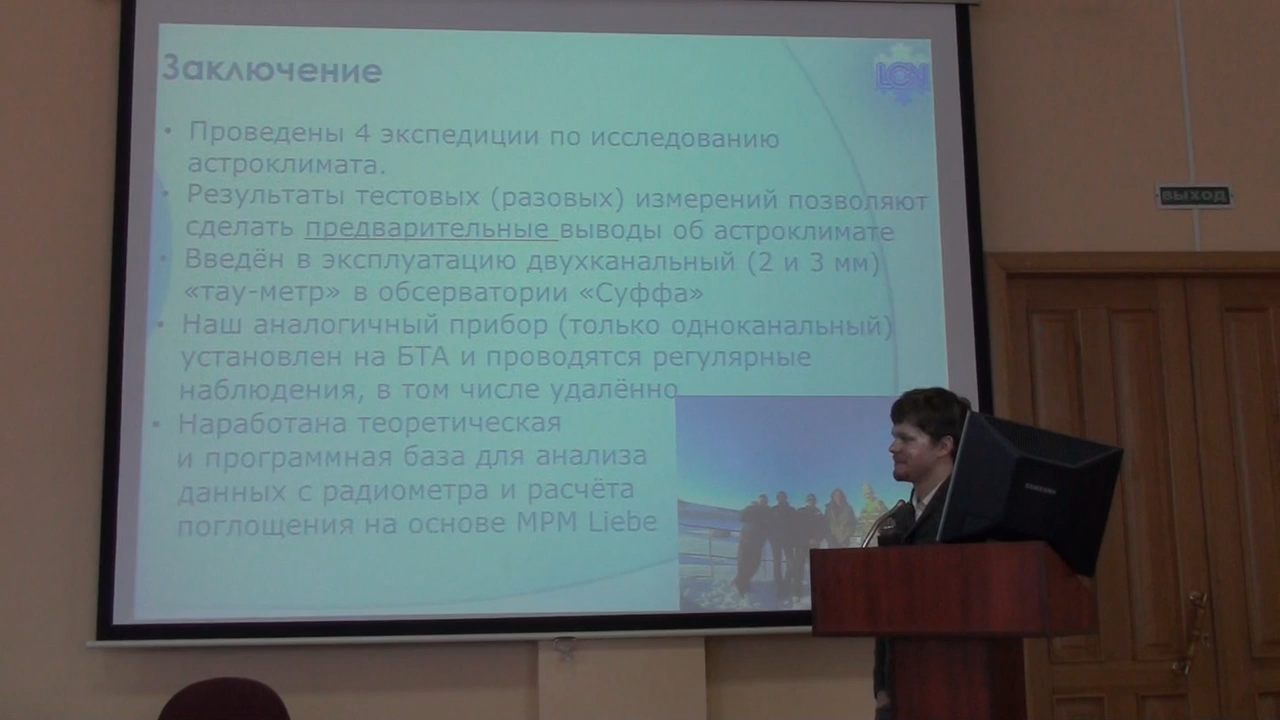 Заключение
LCN
• Проведены 4 экспедиции по исследованию
астроклимата.
• Результаты тестовых (разовых) измерений позволяют
сделать предварительные выводы об астроклимате
• Введён в эксплуатацию двухканальный (2 и 3 мм)
«тау-метр» в обсерватории «Суффа»
• Наш аналогичный прибор (только одноканальный)
установлен на БТА и проводятся регулярные
наблюдения, в том числе удалённо
• Наработана теоретическая
и программная база для анализа
данных с радиометра и расчёта
поглощения на основе MPM Liebe
ВЫХОД
SAMSUNG